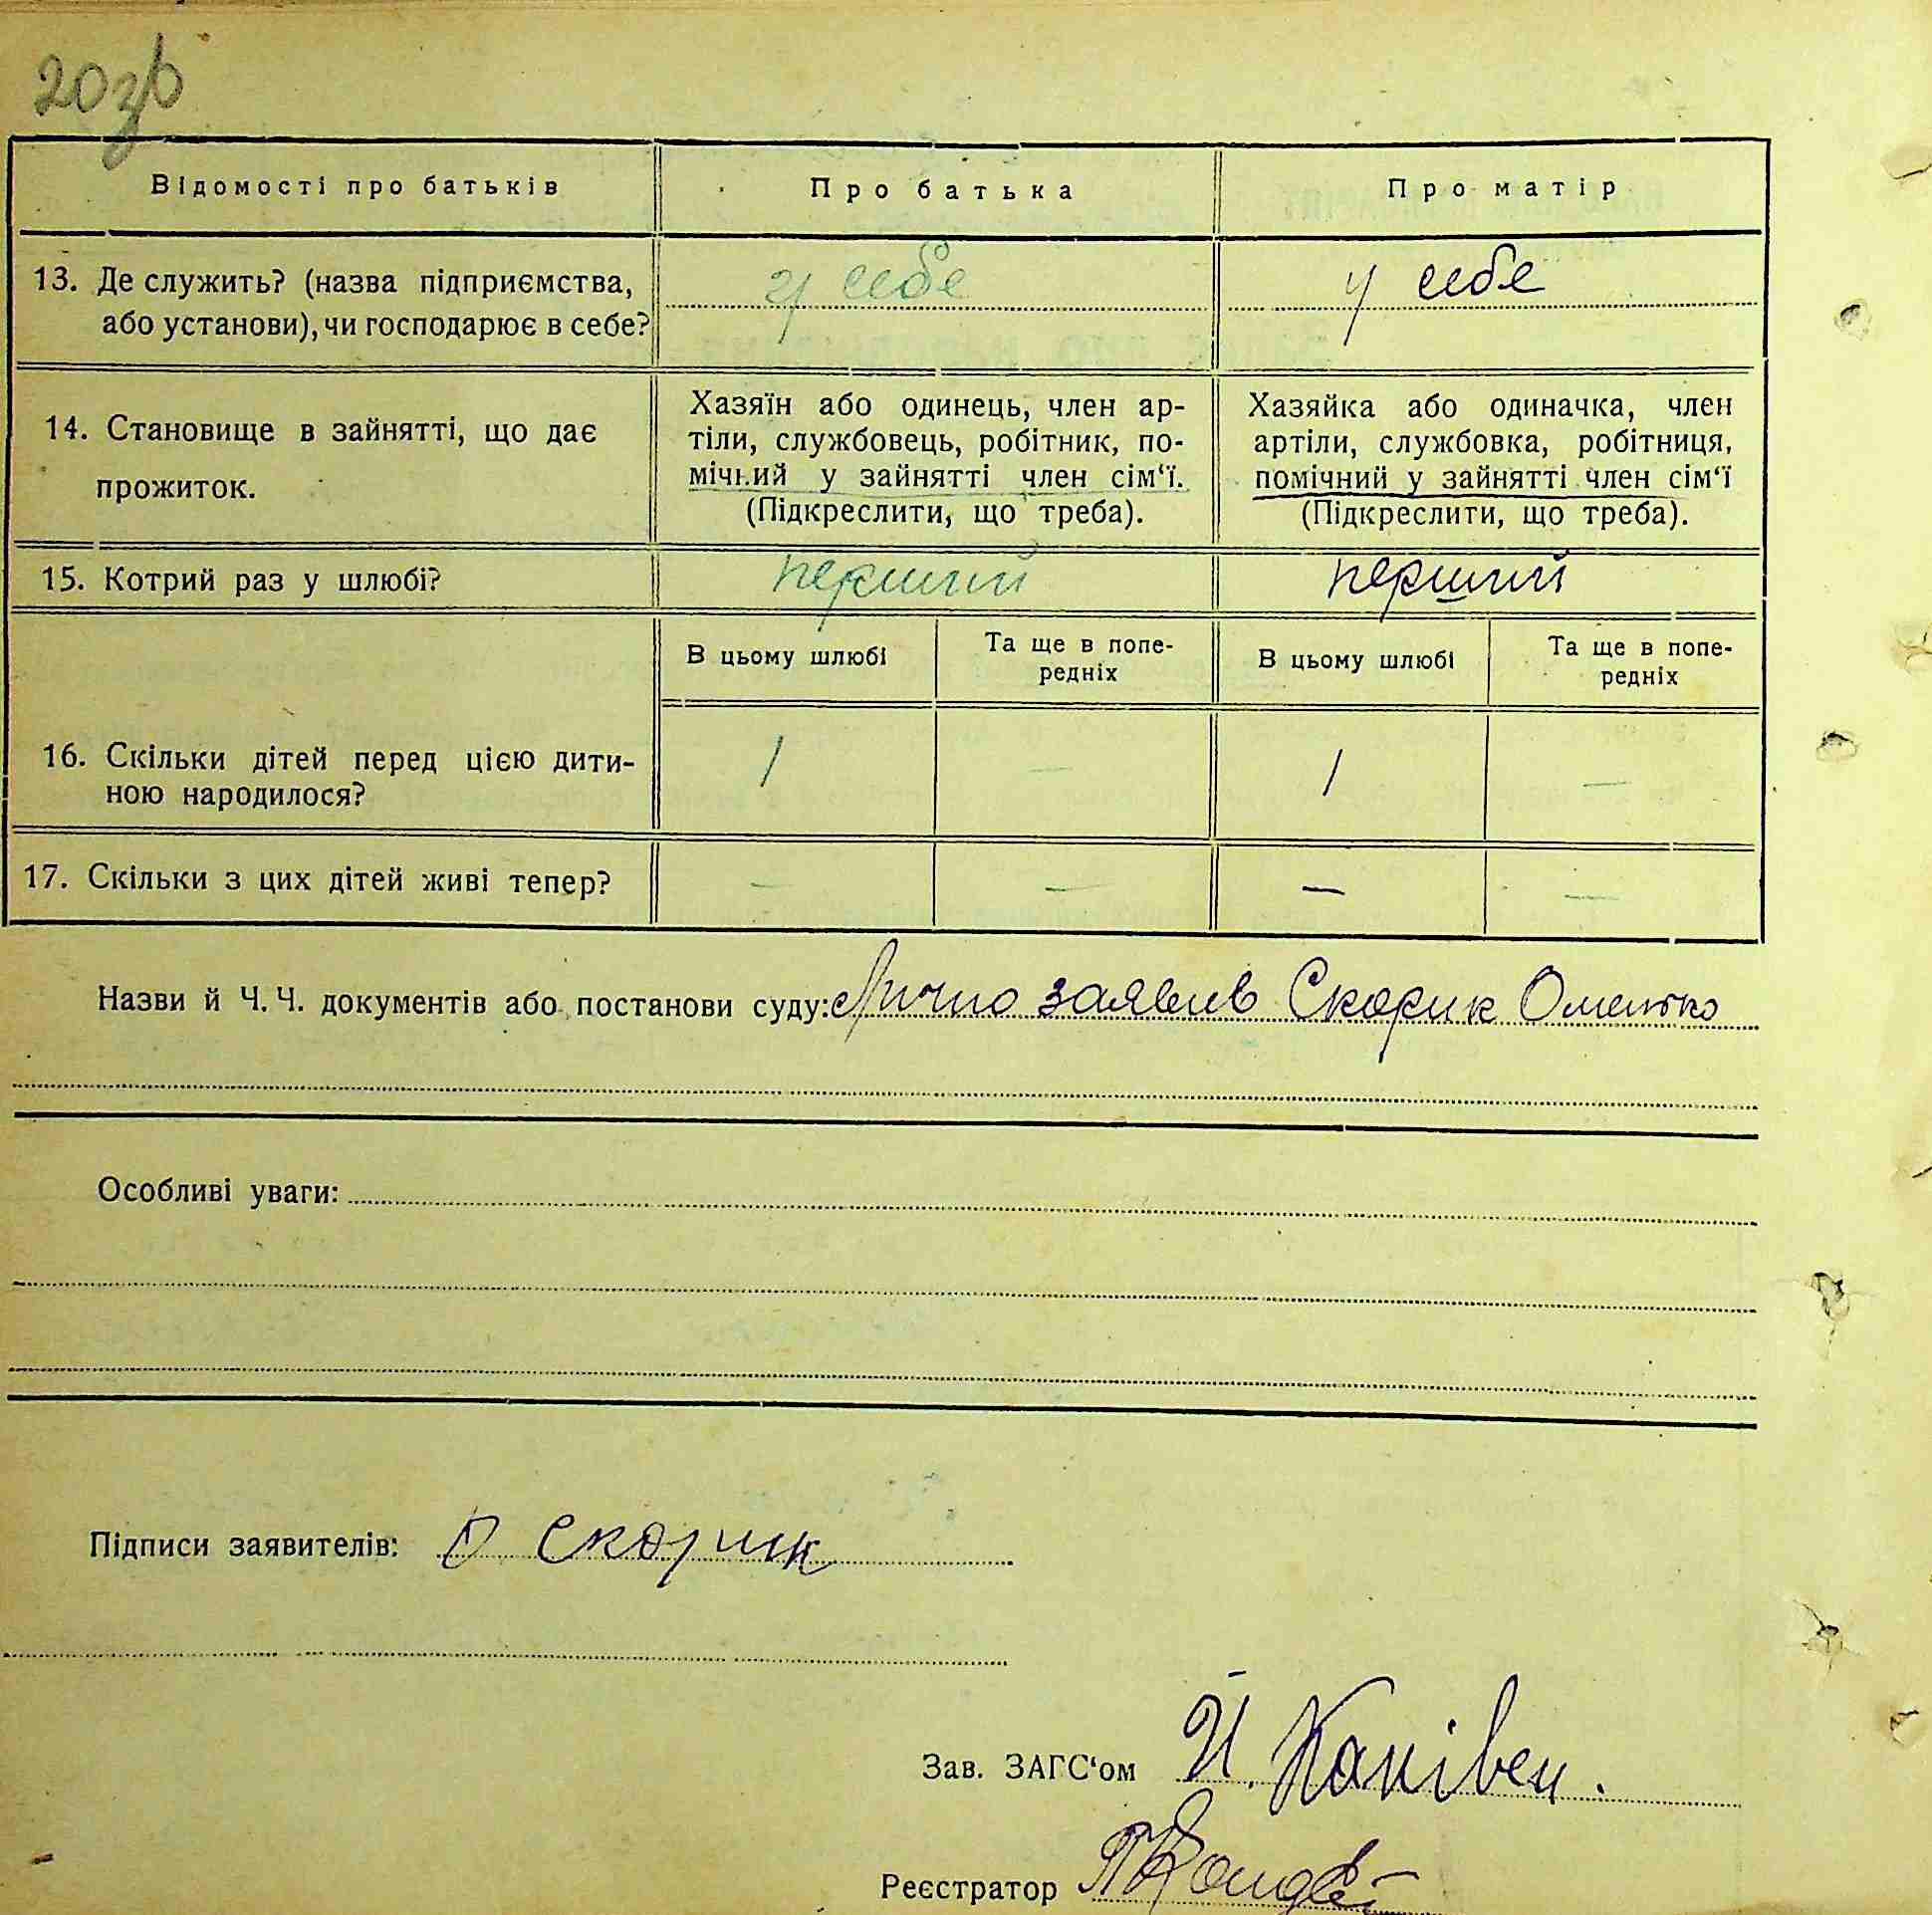 20зв
Відомості про батьків
Про батька
Про матір
13. Де служить? (назва підприємства,
або установи), чи господарює в себе?
у себе
у себе
14. Становище в зайнятті, що дає
прожиток.
Хазяїн або одинець, член ар-
тіли, службовець, робітник, по-
мічний у зайнятті член сім‘ї.
(Підкреслити, що треба).
Хазяйка або одиначка, член
артіли, службовка, робітниця,
помічний у зайнятті член сім‘ї
(Підкреслити, що треба).
15. Котрий раз у шлюбі?
перший
перший
В цьому шлюбі
Та ще в попе-
редніх
В цьому шлюбі
Та ще в попе-
редніх
16. Скільки дітей перед цією дити-
ною народилося?
1
—
1
—
17. Скільки з цих дітей живі тепер?
—
—
—
—
Назви й Ч. Ч. документів або постанови суду: Лично заявив Скорик Омелько
Особливі уваги:
Підписи заявителів: О Скорик
Зав. ЗАГС‘ом Й. Канівец.
Реєстратор